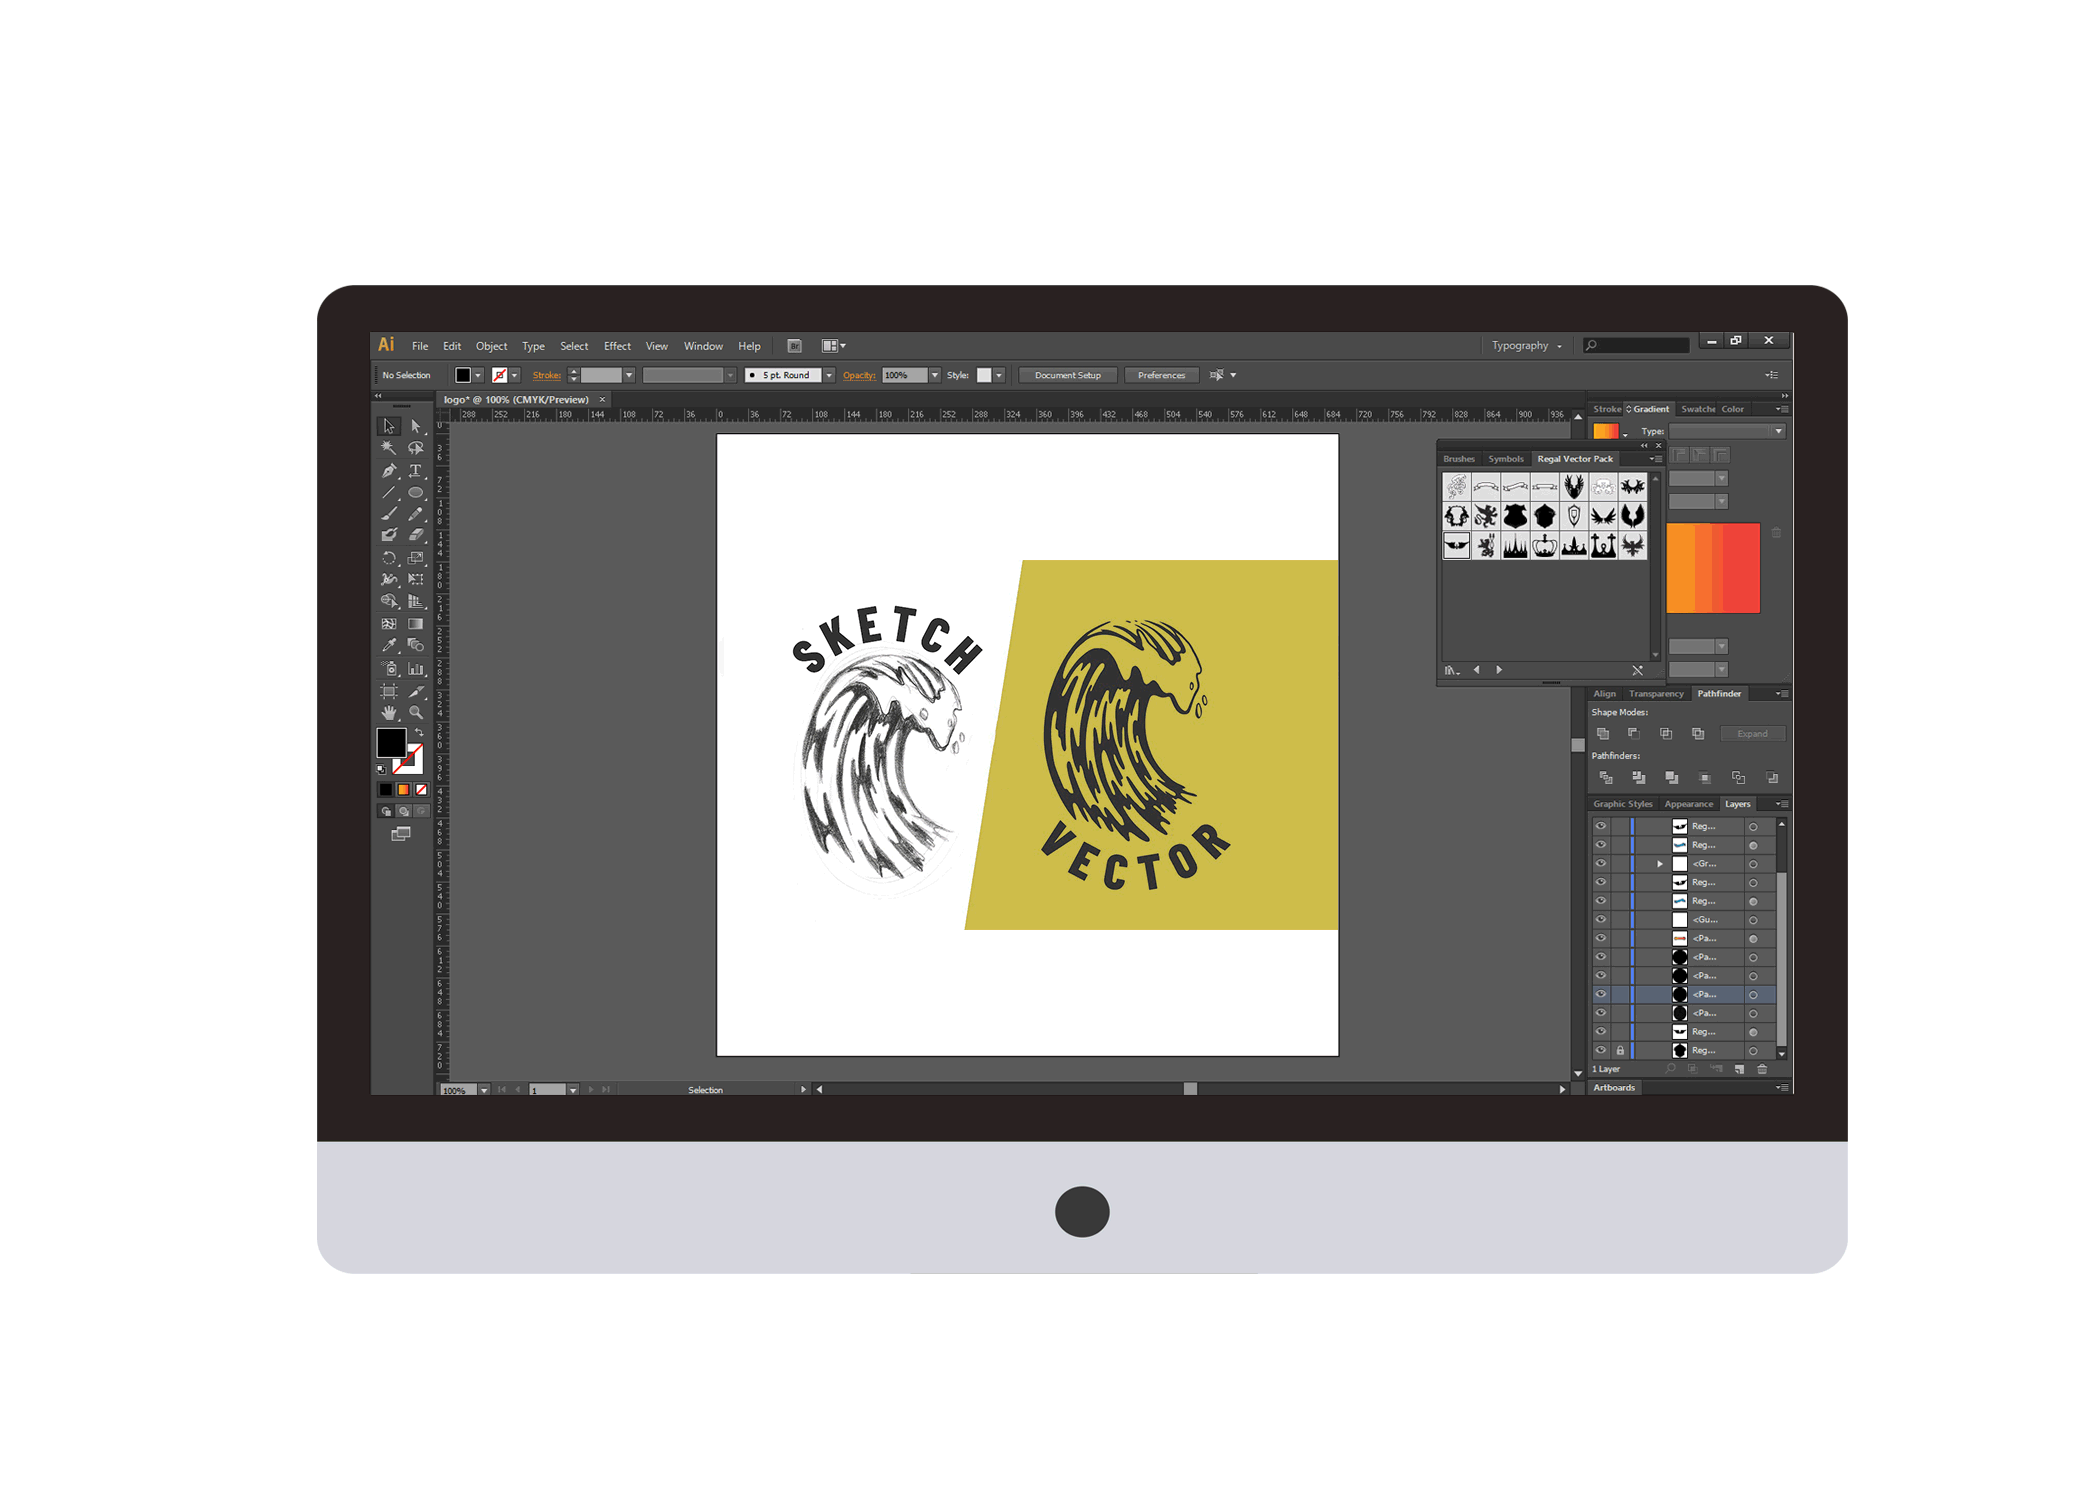 Ai File Edit Object Type Select Effect View Window Help Br Typography
No Selection Stroke: 5 pt. Round Opacity: 100% Style: Document Setup Preferences
logo* @ 100% (CMYK/Preview) ×
288 252 216 180 144 108 72 36 0 36 72 108 144 180 216 252 288 324 360 396 432 468 504 540 576 612 648 684 720 756 792 828 864 900 936
Stroke Gradient Swatche Color
Type:
Brushes Symbols Regal Vector Pack
SKETCH
VECTOR
Align Transparency Pathfinder
Shape Modes:
Expand
Pathfinders:
Graphic Styles Appearance Layers
Reg...
Reg...
<Gr...
Reg...
Reg...
<Gu...
<Pa...
<Pa...
<Pa...
<Pa...
<Pa...
Reg...
Reg...
1 Layer
Artboards
100% 1 Selection